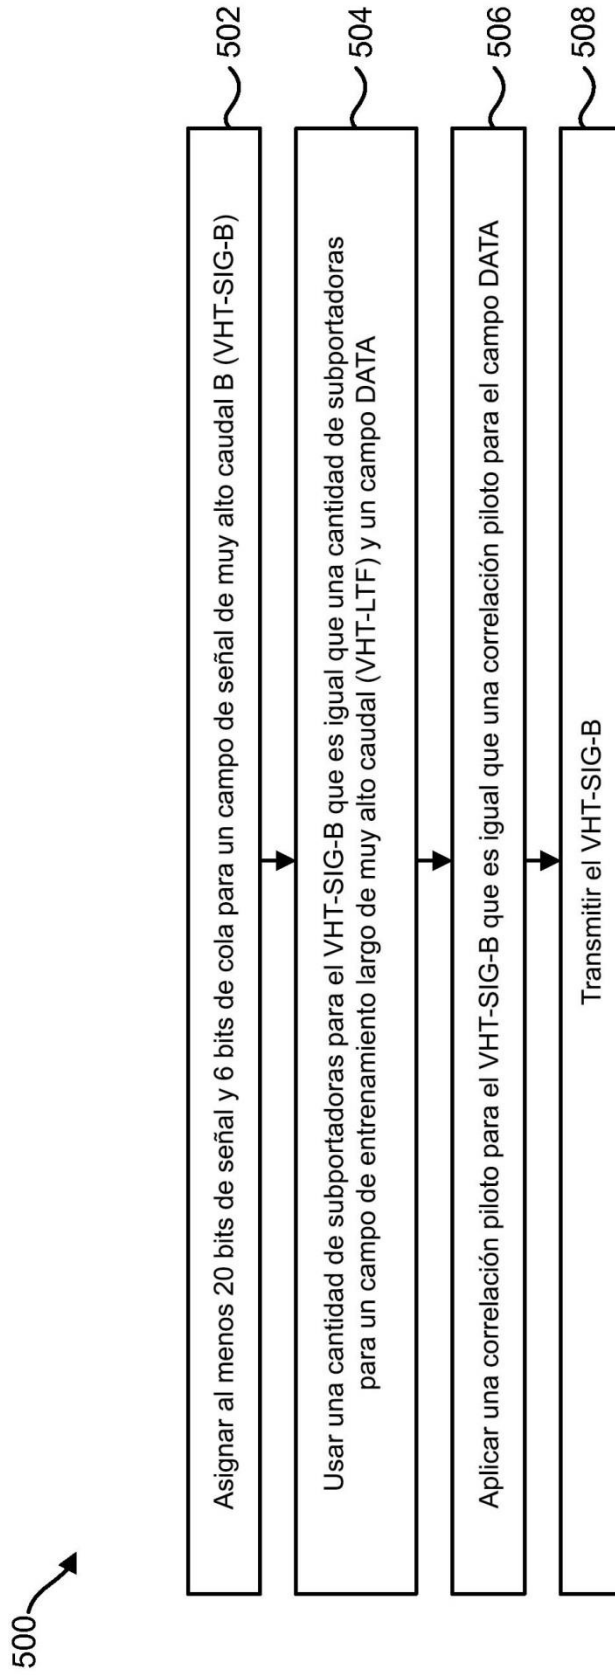 500
Asignar al menos 20 bits de señal y 6 bits de cola para un campo de señal de muy alto caudal B (VHT-SIG-B)
502
Usar una cantidad de subportadoras para el VHT-SIG-B que es igual que una cantidad de subportadoras
para un campo de entrenamiento largo de muy alto caudal (VHT-LTF) y un campo DATA
504
Aplicar una correlación piloto para el VHT-SIG-B que es igual que una correlación piloto para el campo DATA
506
Transmitir el VHT-SIG-B
508